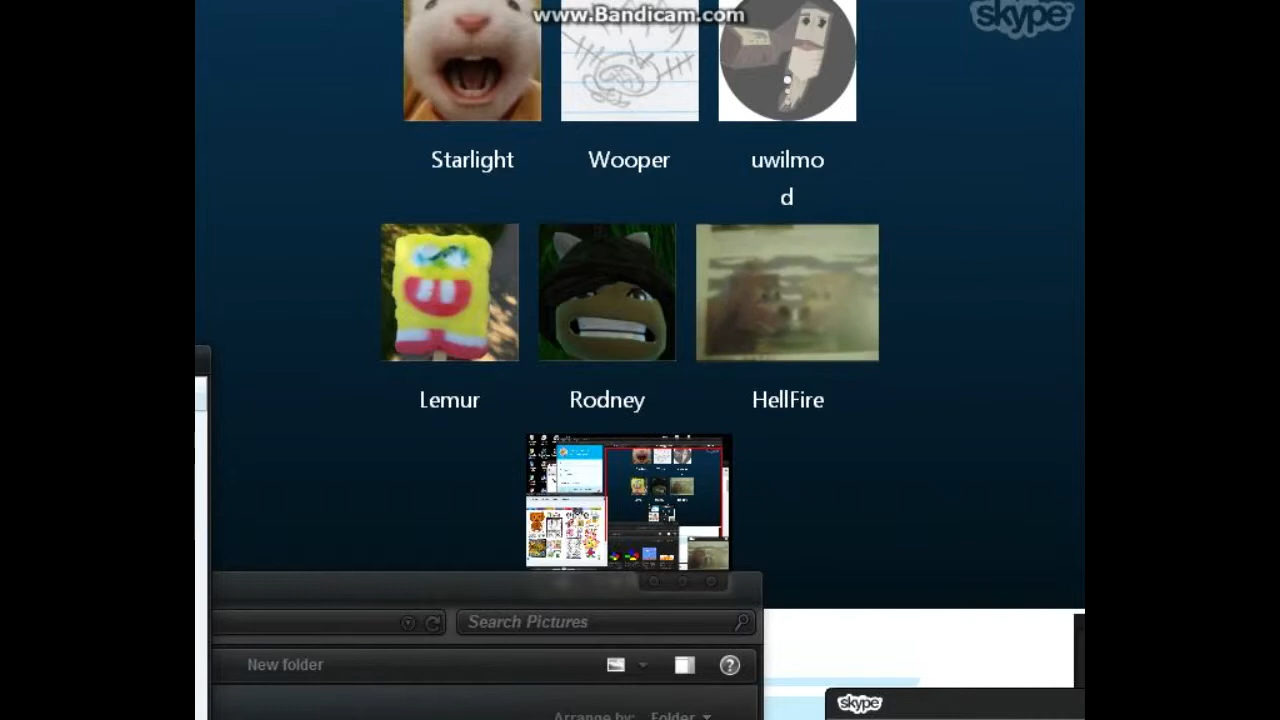 www.Bandicam.com
skype
Starlight
Wooper
uwilmo
d
Lemur
Rodney
HellFire
Search Pictures
New folder
Arrange by: Folder
skype